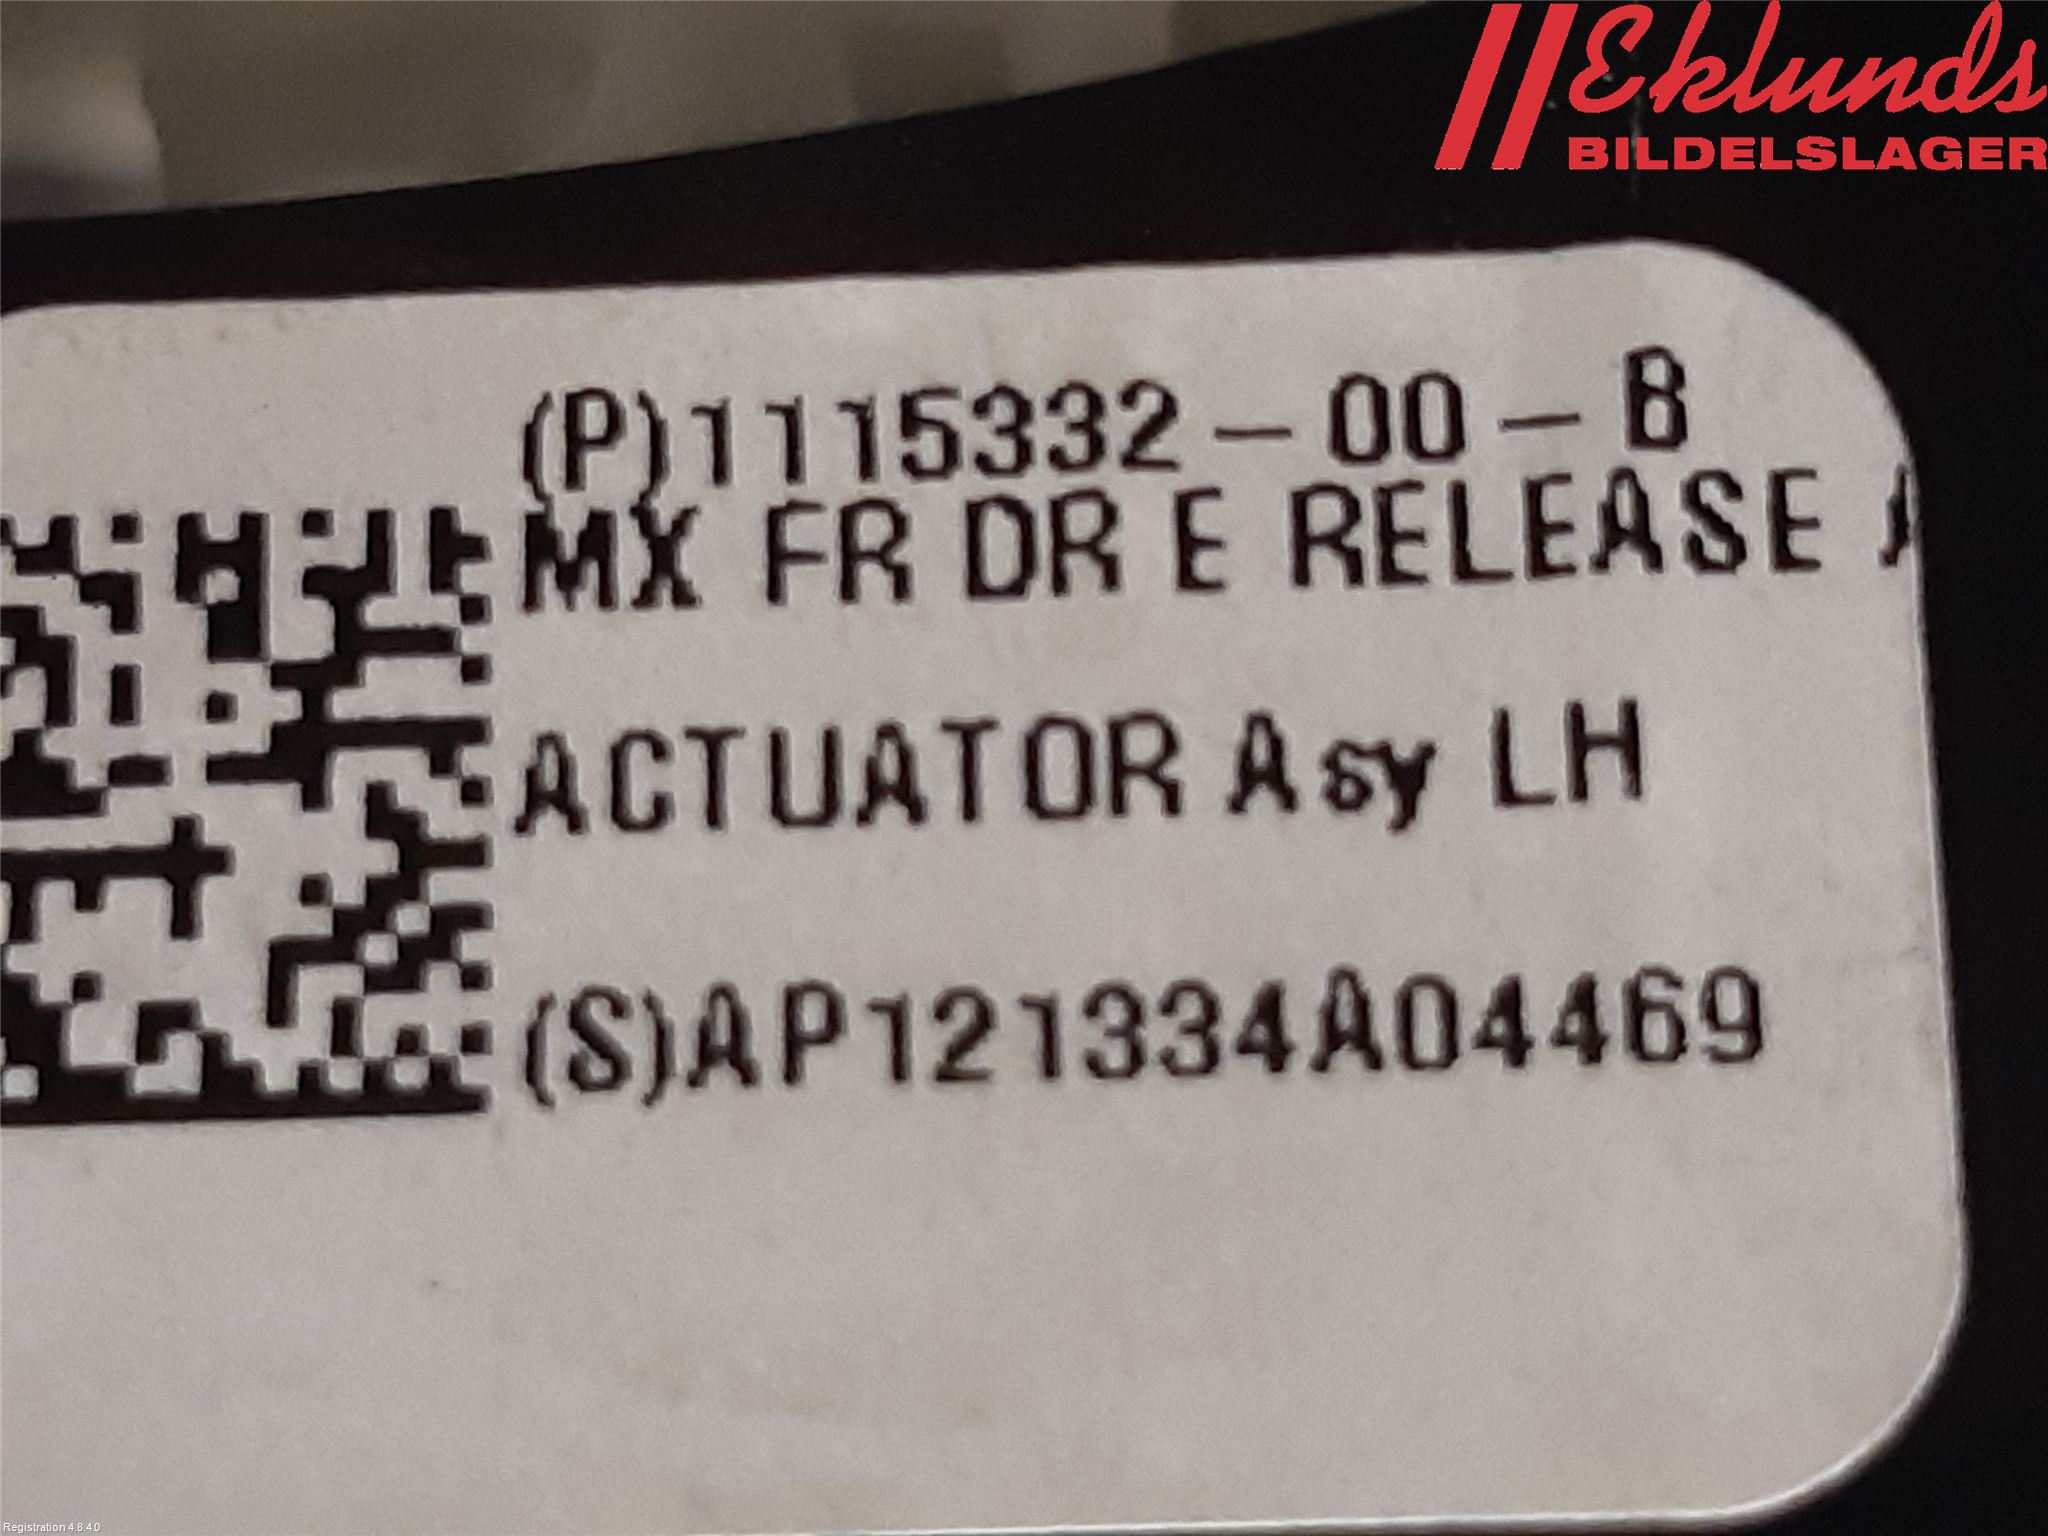 Eklunds
BILDELSLAGER
(P)1115332-00-B
MX FR DR E RELEASE
ACTUATOR Asy LH
(S)AP121334A04469
Registration 4.8.4.0